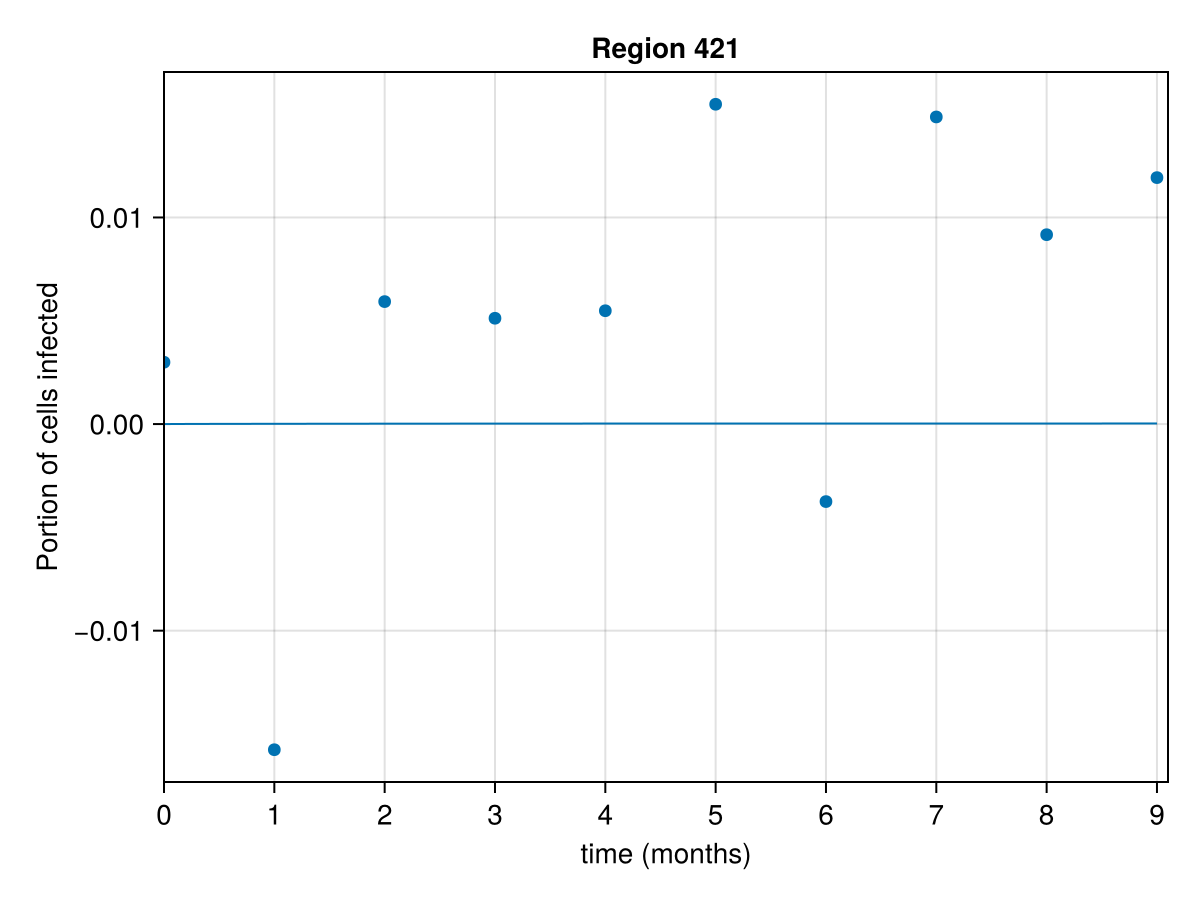 Region 421
Portion of cells infected
0.01
0.00
−0.01
0 1 2 3 4 5 6 7 8 9
time (months)